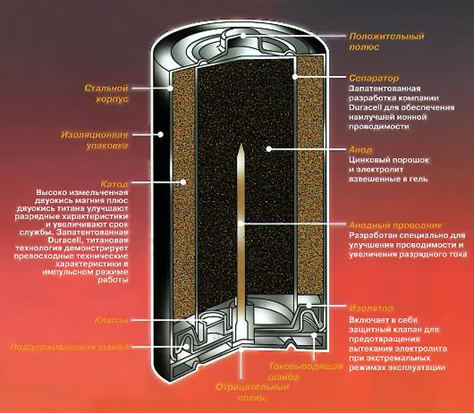 Положительный
полюс
Стальной
корпус
Сепаратор
Запатентованная
разработка компании
Duracell для обеспечения
наилучшей ионной
проводимости
Изоляционная
упаковка
Анод
Цинковый порошок
и электролит
взвешенные в гель
Катод
Высоко измельченная
двуокись магния плюс
двуокись титана улучшают
разрядные характеристики
и увеличивают срок
службы. Запатентованная
Duracell, титановая
технология демонстрирует
превосходные технические
характеристики в
импульсном режиме
работы
Анодный проводник
Разработан специально для
улучшения проводимости и
увеличения разрядного тока
Клапан
Изолятор
Включает в себя
защитный клапан для
предотвращения
вытекания электролита
при экстремальных
режимах эксплуатации
Поддерживающая шайба
Токовыводящая
шайба
Отрицательный
полюс